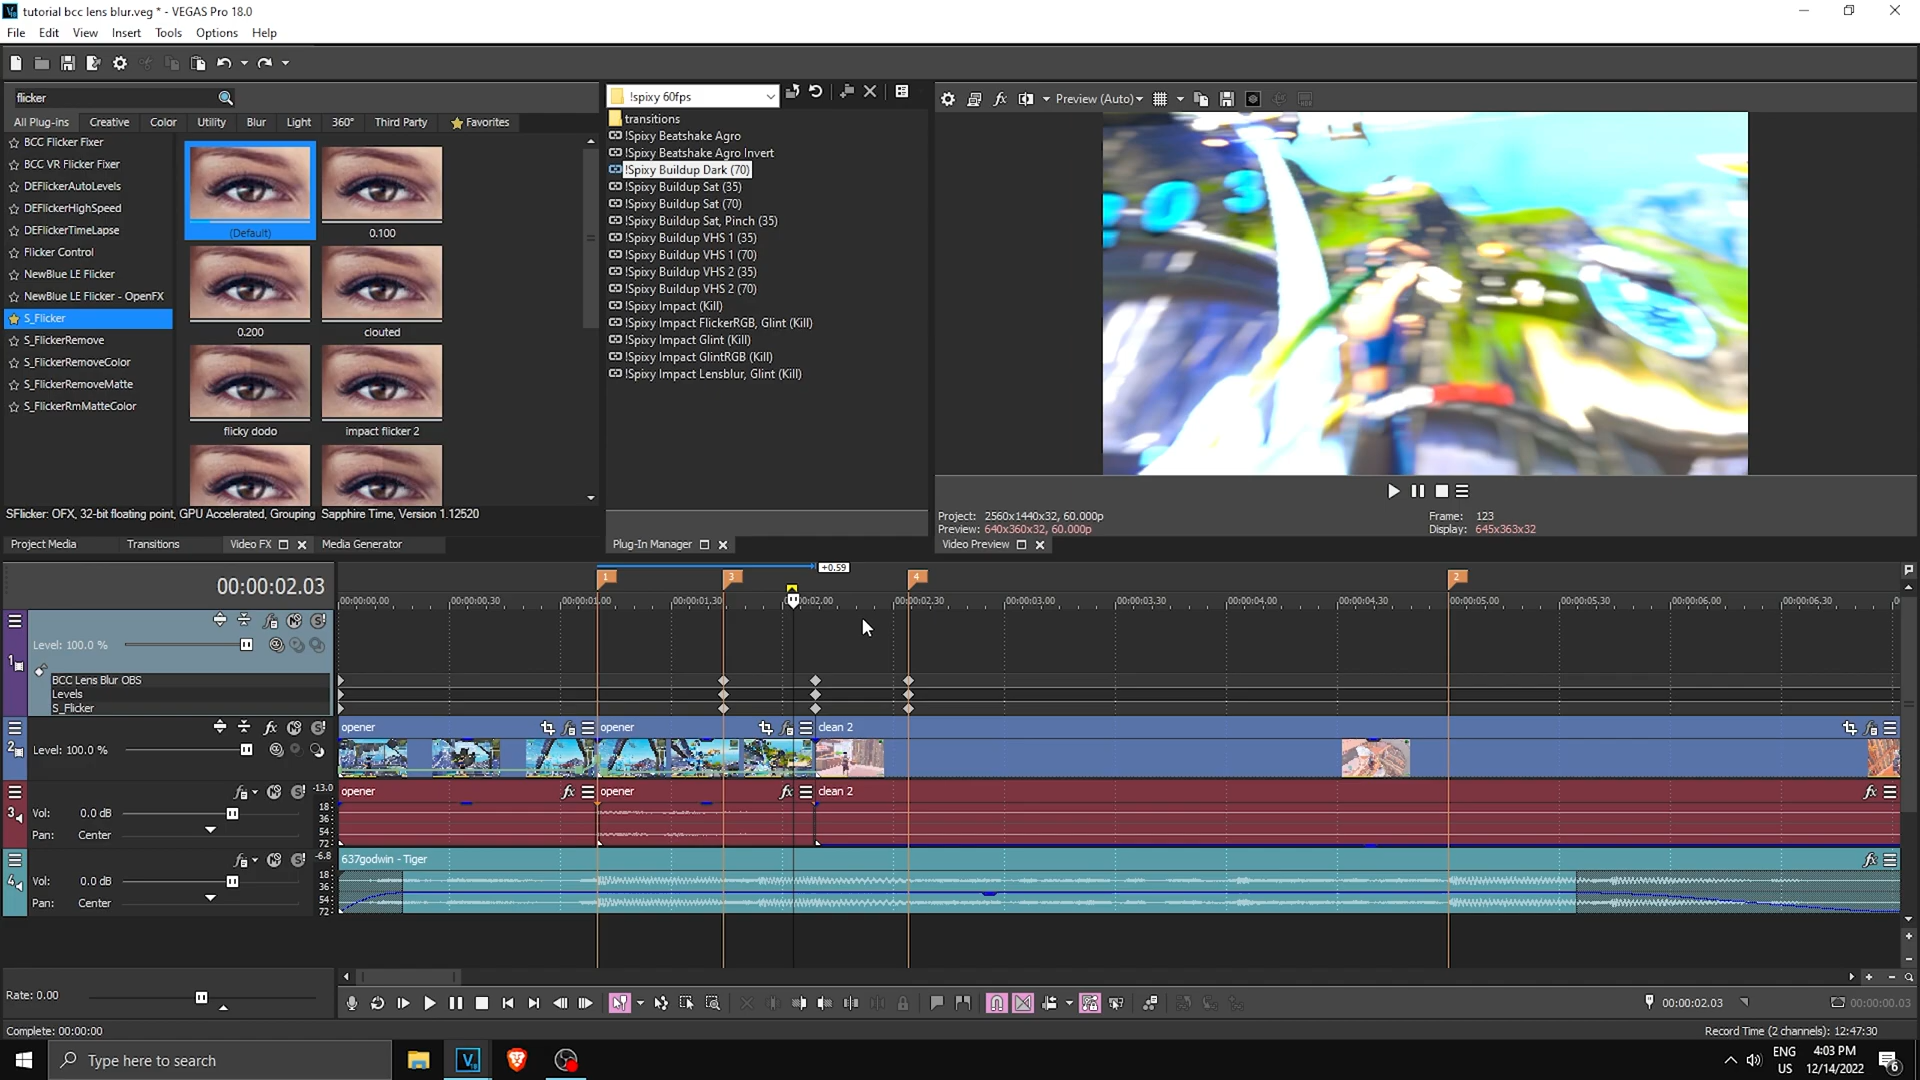 tutorial bcc lens blur.veg * - VEGAS Pro 18.0
File Edit View Insert Tools Options Help
flicker
All Plug-ins Creative Color Utility Blur Light 360° Third Party Favorites
BCC Flicker Fixer
BCC VR Flicker Fixer
DEFlickerAutoLevels
DEFlickerHighSpeed
DEFlickerTimeLapse
Flicker Control
NewBlue LE Flicker
NewBlue LE Flicker - OpenFX
S_Flicker
S_FlickerRemove
S_FlickerRemoveColor
S_FlickerRemoveMatte
S_FlickerRmMatteColor
(Default) 0.100
0.200 clouted
flicky dodo impact flicker 2
SFlicker: OFX, 32-bit floating point, GPU Accelerated, Grouping Sapphire Time, Version 1.12520
Project Media Transitions Video FX Media Generator
!spixy 60fps
transitions
!Spixy Beatshake Agro
!Spixy Beatshake Agro Invert
!Spixy Buildup Dark (70)
!Spixy Buildup Sat (35)
!Spixy Buildup Sat (70)
!Spixy Buildup Sat, Pinch (35)
!Spixy Buildup VHS 1 (35)
!Spixy Buildup VHS 1 (70)
!Spixy Buildup VHS 2 (35)
!Spixy Buildup VHS 2 (70)
!Spixy Impact (Kill)
!Spixy Impact FlickerRGB, Glint (Kill)
!Spixy Impact Glint (Kill)
!Spixy Impact GlintRGB (Kill)
!Spixy Impact Lensblur, Glint (Kill)
Plug-In Manager
Preview (Auto)
Project: 2560x1440x32, 60.000p Frame: 123
Preview: 640x360x32, 60.000p Display: 645x363x32
Video Preview
00:00:02.03
+0.59
1 3 4 2
00:00:00.00 00:00:00.30 00:00:01.00 00:00:01.30 00:00:02.00 00:00:02.30 00:00:03.00 00:00:03.30 00:00:04.00 00:00:04.30 00:00:05.00 00:00:05.30 00:00:06.00 00:00:06.30
1
Level: 100.0 %
BCC Lens Blur OBS
Levels
S_Flicker
2
Level: 100.0 %
opener opener clean 2
3
Vol: 0.0 dB
Pan: Center
-13.0
18
36
54
72
opener opener clean 2
4
Vol: 0.0 dB
Pan: Center
-6.8
18
36
54
72
637godwin - Tiger
Rate: 0.00
00:00:02.03 00:00:00.03
Complete: 00:00:00
Record Time (2 channels): 12:47:30
Type here to search
ENG
US
4:03 PM
12/14/2022
6